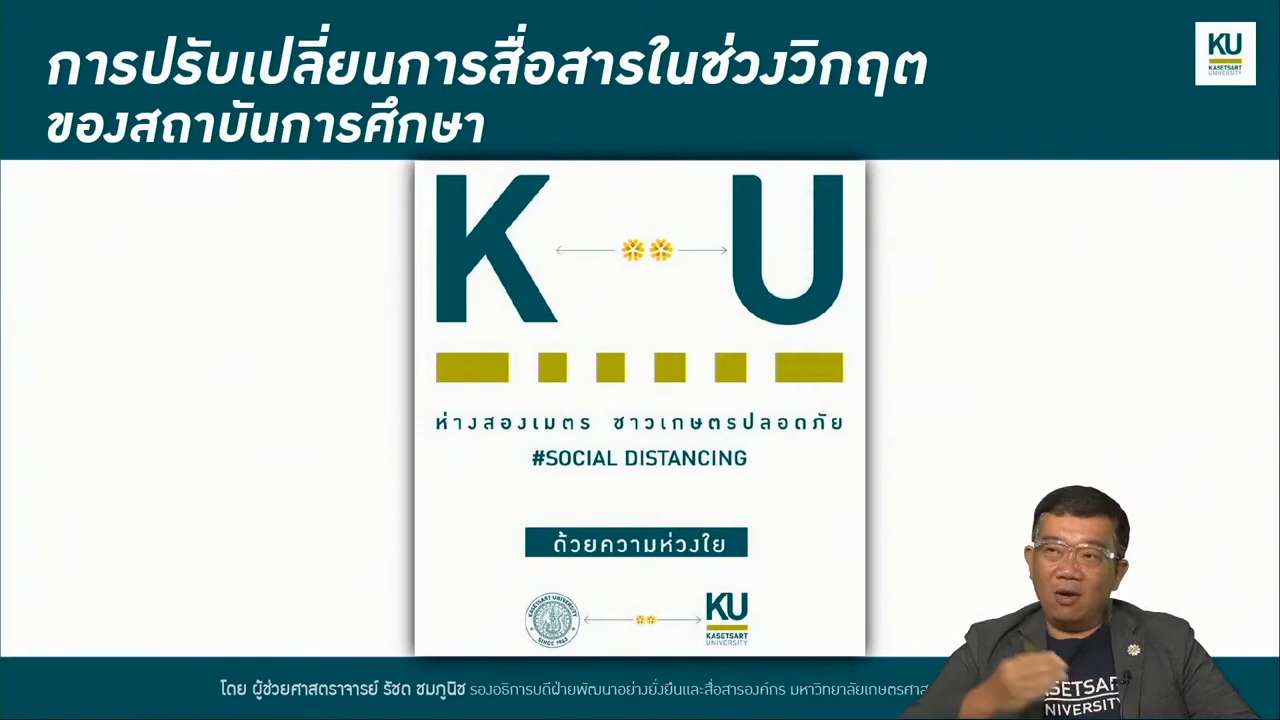 การปรับเปลี่ยนการสื่อสารในช่วงวิกฤต
ของสถาบันการศึกษา
KU
KASETSART
UNIVERSITY
K U
ห่างสองเมตร ชาวเกษตรปลอดภัย
#SOCIAL DISTANCING
ด้วยความห่วงใย
KASETSART UNIVERSITY
SINCE 1943
KU
KASETSART
UNIVERSITY
โดย ผู้ช่วยศาสตราจารย์ รัชด ชมภูนิช รองอธิการบดีฝ่ายพัฒนาอย่างยั่งยืนและสื่อสารองค์กร มหาวิทยาลัยเกษตรศาส